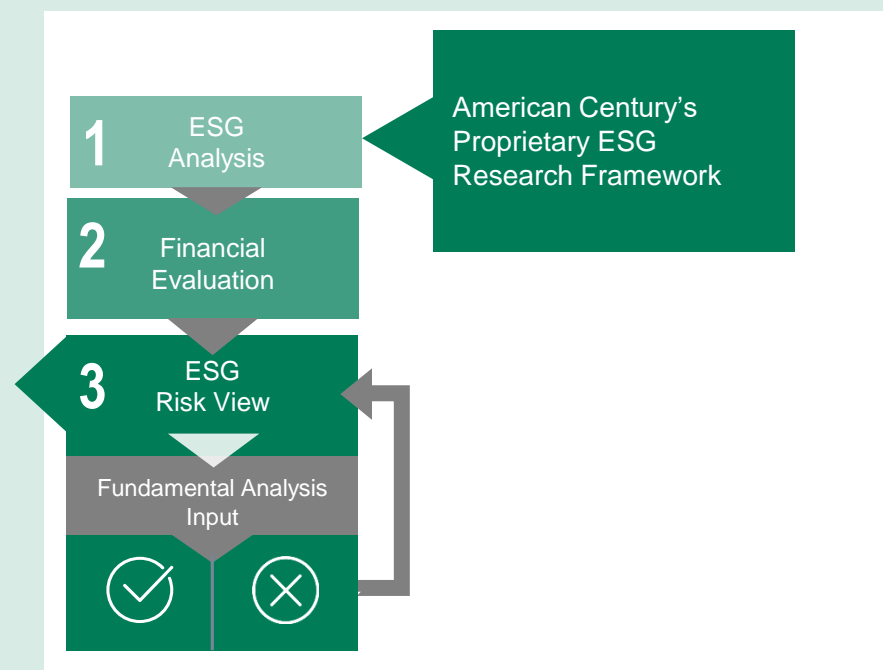 1
ESG
Analysis
American Century's
Proprietary ESG
Research Framework
2
Financial
Evaluation
3
ESG
Risk View
Fundamental Analysis
Input